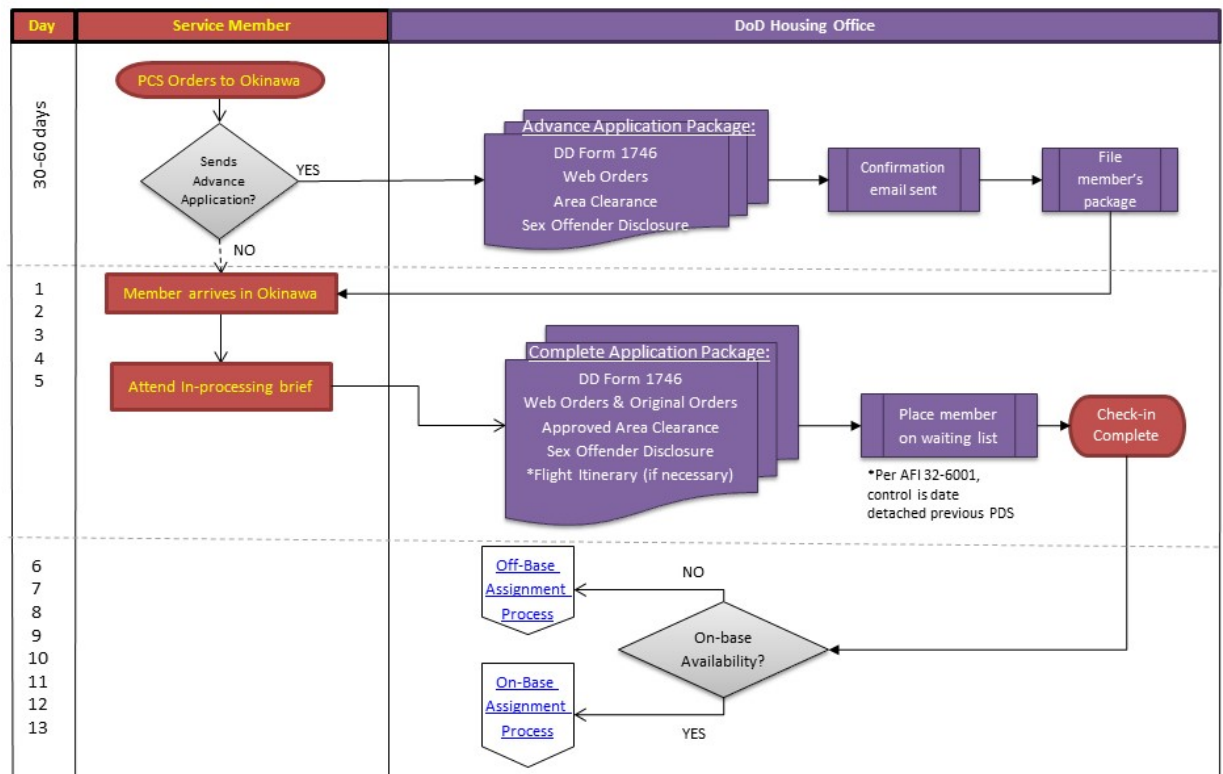 Day
Service Member
DoD Housing Office
30-60 days
PCS Orders to Okinawa
Sends
Advance
Application?
YES
NO
Advance Application Package:
DD Form 1746
Web Orders
Area Clearance
Sex Offender Disclosure
Confirmation
email sent
File
member's
package
1
2
3
4
5
Member arrives in Okinawa
Attend In-processing brief
Complete Application Package:
DD Form 1746
Web Orders & Original Orders
Approved Area Clearance
Sex Offender Disclosure
*Flight Itinerary (if necessary)
Place member
on waiting list
*Per AFI 32-6001,
control is date
detached previous PDS
Check-in
Complete
6
7
8
9
10
11
12
13
Off-Base
Assignment
Process
NO
On-base
Availability?
On-Base
Assignment
Process
YES